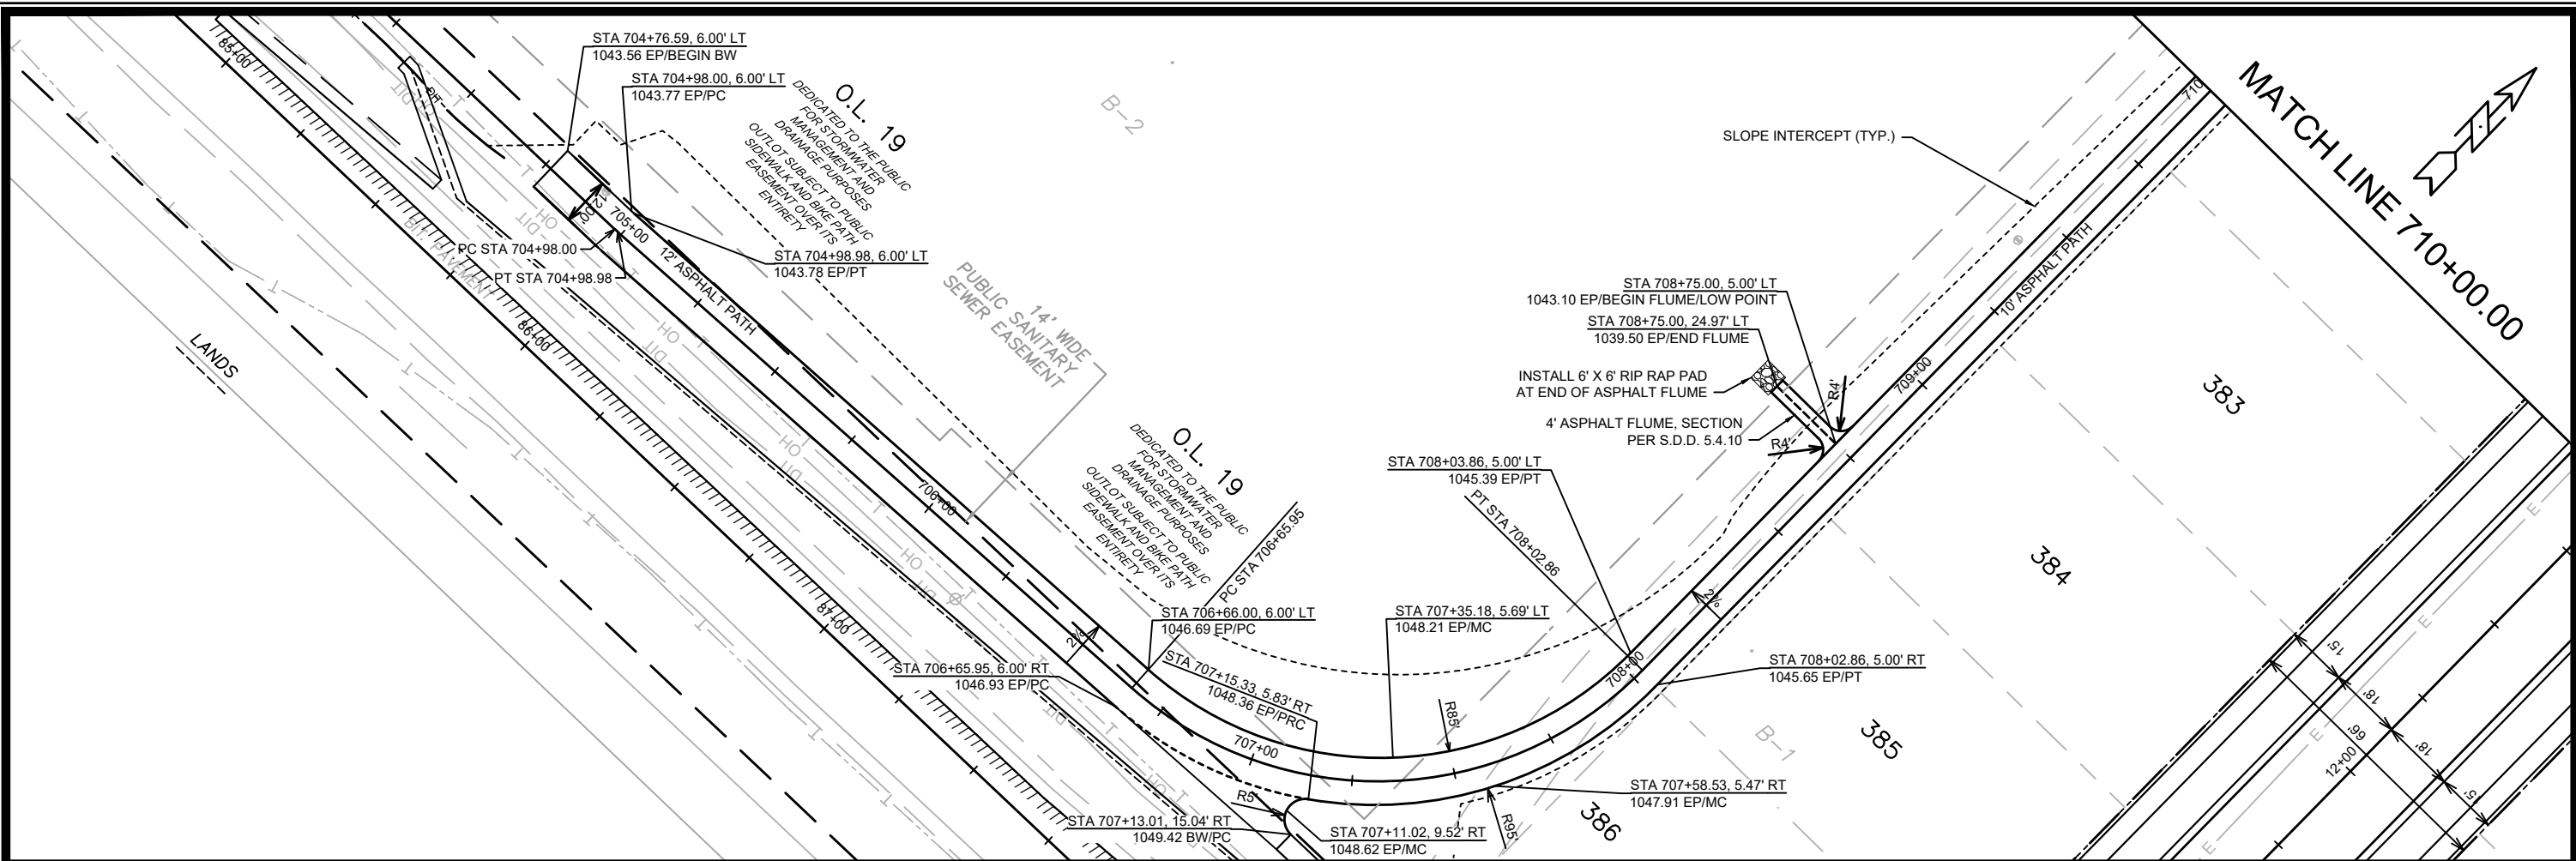 STA 704+76.59, 6.00' LT
1043.56 EP/BEGIN BW
STA 704+98.00, 6.00' LT
1043.77 EP/PC
O.L. 19
DEDICATED TO THE PUBLIC
FOR STORMWATER
MANAGEMENT AND
DRAINAGE PURPOSES
OUTLOT SUBJECT TO PUBLIC
SIDEWALK AND BIKE PATH
EASEMENT OVER ITS
ENTIRETY
B-2
SLOPE INTERCEPT (TYP.)
MATCH LINE 710+00.00
N
710
85+00
DIT
OH
T
12.00'
705+00
12' ASPHALT PATH
PC STA 704+98.00
PT STA 704+98.98
STA 704+98.98, 6.00' LT
1043.78 EP/PT
BIT. PAVEMENT
86+00
LANDS
14' WIDE
PUBLIC SANITARY
SEWER EASEMENT
STA 708+75.00, 5.00' LT
1043.10 EP/BEGIN FLUME/LOW POINT
STA 708+75.00, 24.97' LT
1039.50 EP/END FLUME
INSTALL 6' X 6' RIP RAP PAD
AT END OF ASPHALT FLUME
4' ASPHALT FLUME, SECTION
PER S.D.D. 5.4.10
R4'
R4'
709+00
10' ASPHALT PATH
383
384
385
386
B-1
O.L. 19
DEDICATED TO THE PUBLIC
FOR STORMWATER
MANAGEMENT AND
DRAINAGE PURPOSES
OUTLOT SUBJECT TO PUBLIC
SIDEWALK AND BIKE PATH
EASEMENT OVER ITS
ENTIRETY
706+00
STA 708+03.86, 5.00' LT
1045.39 EP/PT
PT STA 708+02.86
PC STA 706+65.95
STA 706+66.00, 6.00' LT
1046.69 EP/PC
STA 707+35.18, 5.69' LT
1048.21 EP/MC
2%
2%
87+00
STA 706+65.95, 6.00' RT
1046.93 EP/PC
STA 707+15.33, 5.83' RT
1048.36 EP/PRC
707+00
R85'
708+00
STA 708+02.86, 5.00' RT
1045.65 EP/PT
STA 707+58.53, 5.47' RT
1047.91 EP/MC
R5'
R95'
STA 707+13.01, 15.04' RT
1049.42 BW/PC
STA 707+11.02, 9.52' RT
1048.62 EP/MC
15'
18'
66'
18'
15'
12+00
E